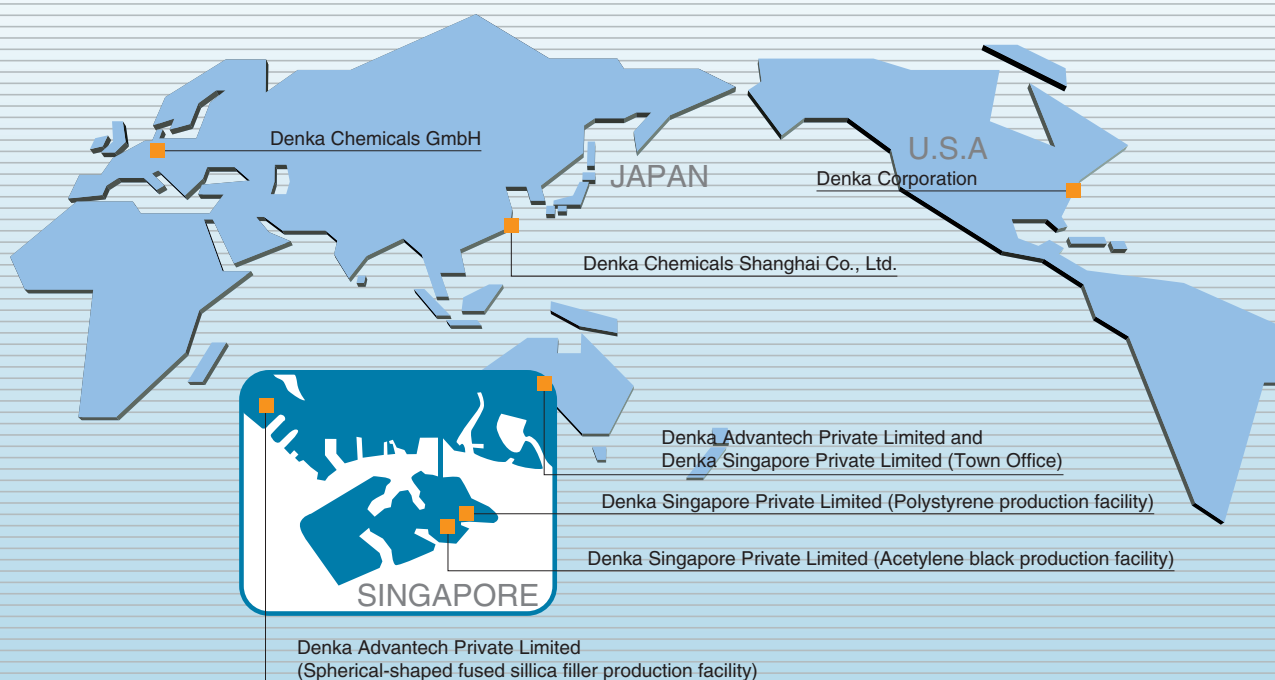 Denka Chemicals GmbH
JAPAN
U.S.A
Denka Corporation
Denka Chemicals Shanghai Co., Ltd.
Denka Advantech Private Limited and
Denka Singapore Private Limited (Town Office)
Denka Singapore Private Limited (Polystyrene production facility)
Denka Singapore Private Limited (Acetylene black production facility)
SINGAPORE
Denka Advantech Private Limited
(Spherical-shaped fused sillica filler production facility)